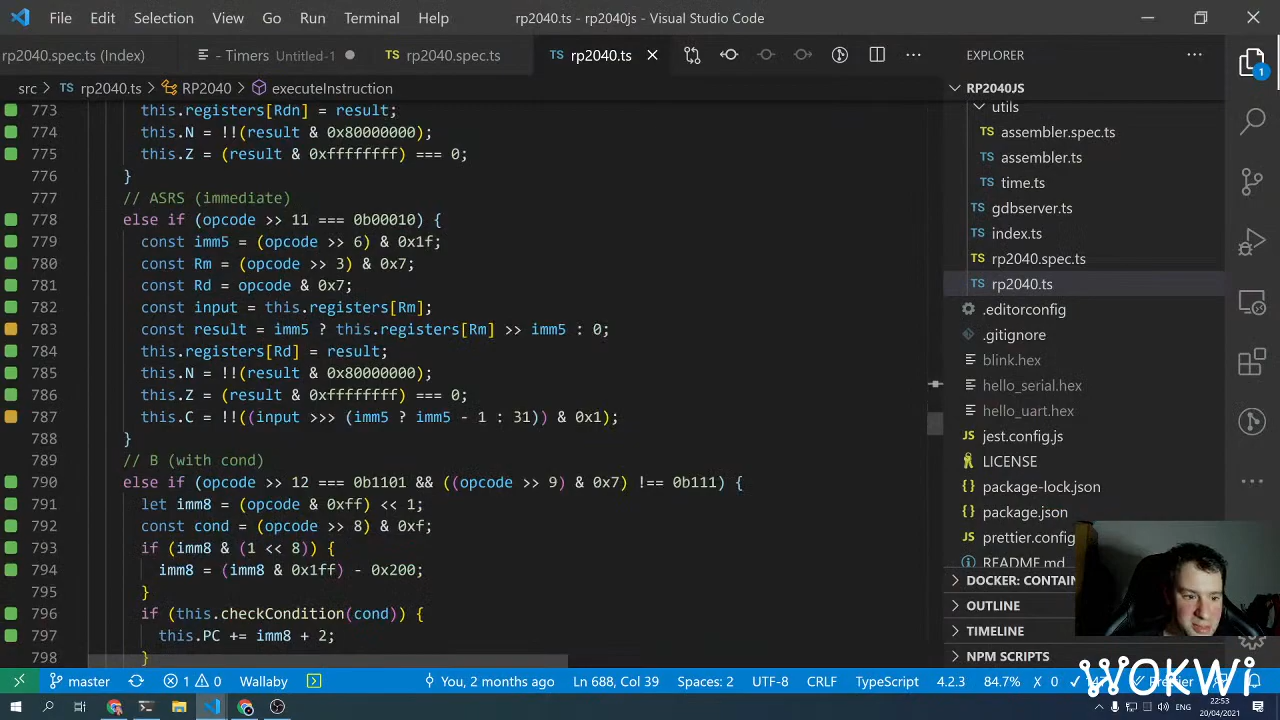 File Edit Selection View Go Run Terminal Help rp2040.ts - rp2040js - Visual Studio Code
rp2040.spec.ts (Index) - Timers Untitled-1 TS rp2040.spec.ts TS rp2040.ts
src > TS rp2040.ts > RP2040 > executeInstruction
773 this.registers[Rdn] = result;
774 this.N = !!(result & 0x80000000);
775 this.Z = (result & 0xffffffff) === 0;
776 }
777 // ASRS (immediate)
778 else if (opcode >> 11 === 0b00010) {
779 const imm5 = (opcode >> 6) & 0x1f;
780 const Rm = (opcode >> 3) & 0x7;
781 const Rd = opcode & 0x7;
782 const input = this.registers[Rm];
783 const result = imm5 ? this.registers[Rm] >> imm5 : 0;
784 this.registers[Rd] = result;
785 this.N = !!(result & 0x80000000);
786 this.Z = (result & 0xffffffff) === 0;
787 this.C = !!((input >>> (imm5 ? imm5 - 1 : 31)) & 0x1);
788 }
789 // B (with cond)
790 else if (opcode >> 12 === 0b1101 && ((opcode >> 9) & 0x7) !== 0b111) {
791 let imm8 = (opcode & 0xff) << 1;
792 const cond = (opcode >> 8) & 0xf;
793 if (imm8 & (1 << 8)) {
794 imm8 = (imm8 & 0x1ff) - 0x200;
795 }
796 if (this.checkCondition(cond)) {
797 this.PC += imm8 + 2;
798 }
EXPLORER
RP2040JS
utils
TS assembler.spec.ts
TS assembler.ts
TS time.ts
TS gdbserver.ts
TS index.ts
TS rp2040.spec.ts
TS rp2040.ts
.editorconfig
.gitignore
blink.hex
hello_serial.hex
hello_uart.hex
JS jest.config.js
LICENSE
{} package-lock.json
{} package.json
prettier.config
README.md
DOCKER: CONTAIN
OUTLINE
TIMELINE
NPM SCRIPTS
1
WOKWI
master 1 0 Wallaby You, 2 months ago Ln 688, Col 39 Spaces: 2 UTF-8 CRLF TypeScript 4.2.3 84.7% 0
ENG 22:53
20/04/2021